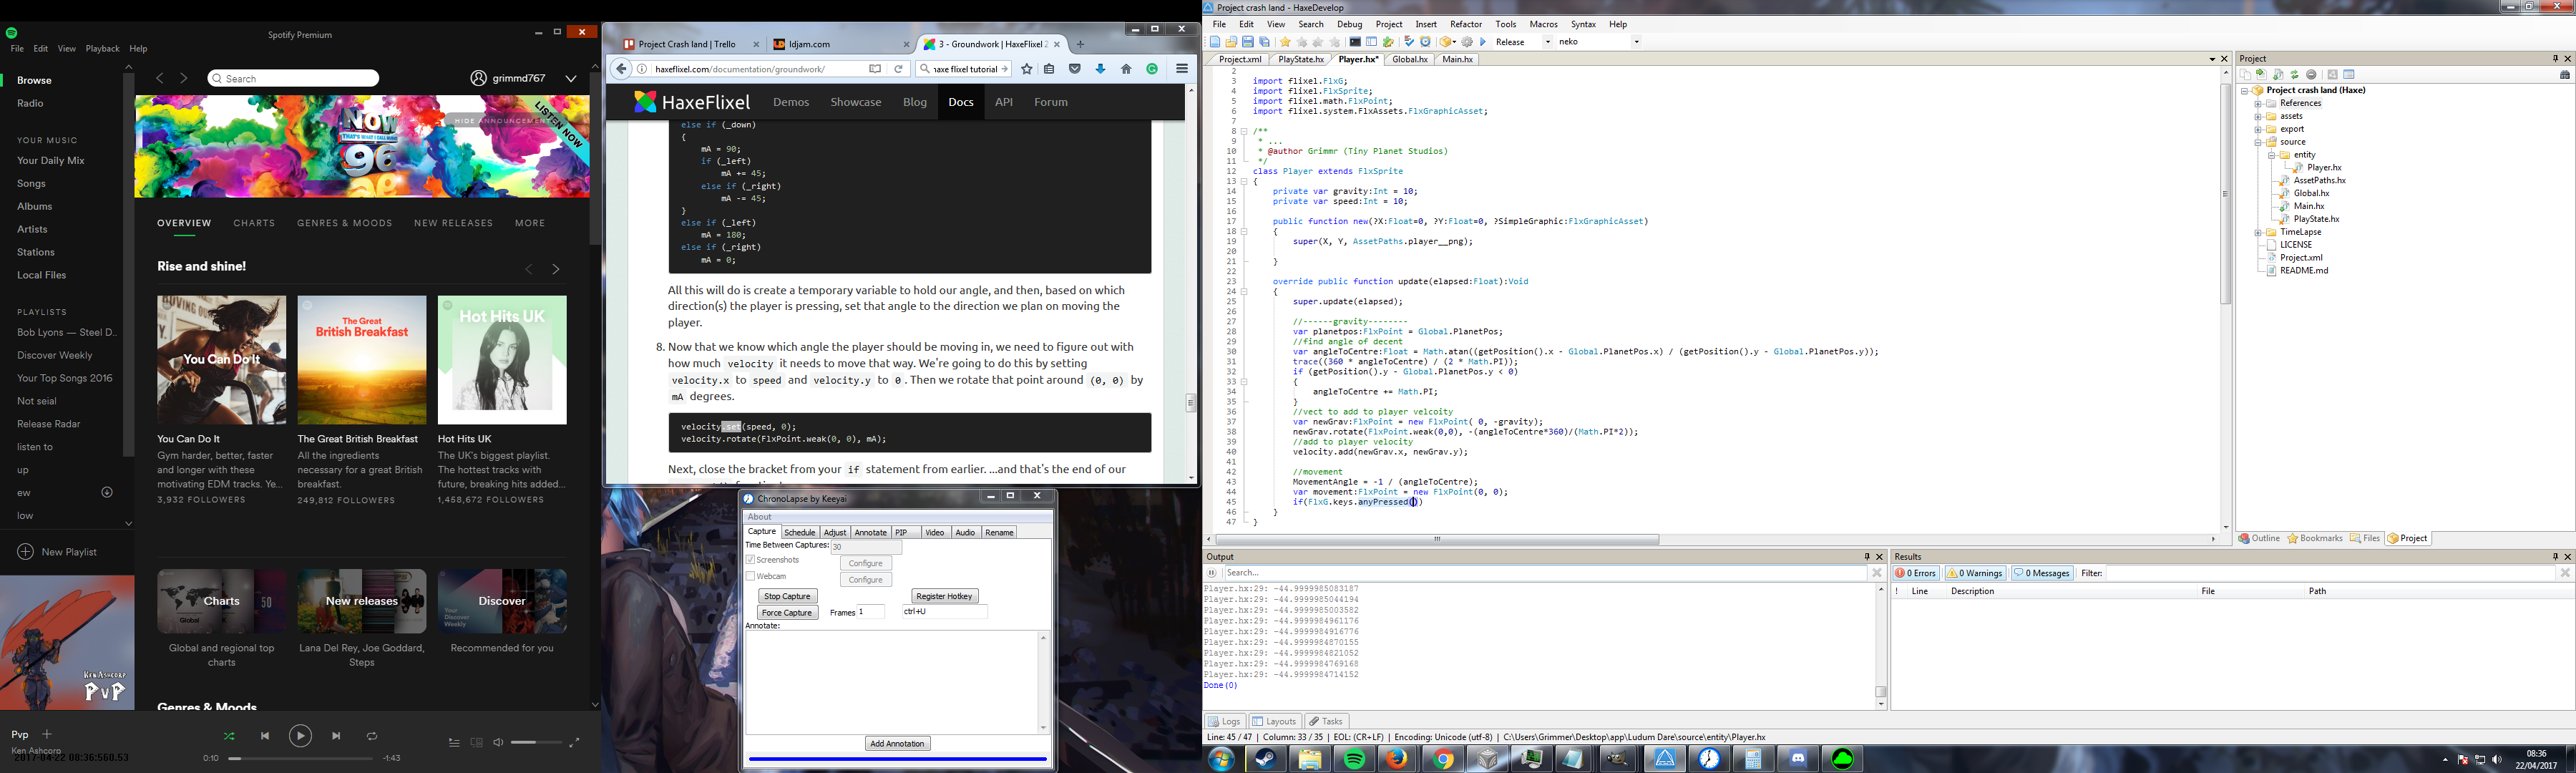 Spotify Premium
File Edit View Playback Help
Browse
Radio
YOUR MUSIC
Your Daily Mix
Songs
Albums
Artists
Stations
Local Files
PLAYLISTS
Bob Lyons — Steel D..
Discover Weekly
Your Top Songs 2016
Not seial
Release Radar
listen to
up
ew
low
New Playlist
KEN ASHCORP
PVP
Search
grimmd767
NOW
THAT'S WHAT I CALL MUSIC
96
HIDE ANNOUNCEMENT
LISTEN NOW
OVERVIEW CHARTS GENRES & MOODS NEW RELEASES MORE
Rise and shine!
You Can Do It
The Great
British Breakfast
Hot Hits UK
You Can Do It
Gym harder, better, faster
and longer with these
motivating EDM tracks. Ye...
3,932 FOLLOWERS
The Great British Breakfast
All the ingredients
necessary for a great British
breakfast.
249,812 FOLLOWERS
Hot Hits UK
The UK's biggest playlist.
The hottest tracks with
future, breaking hits added...
1,458,672 FOLLOWERS
Charts
New releases
Discover
Global and regional top
charts
Lana Del Rey, Joe Goddard,
Steps
Recommended for you
Genres & Moods
Pvp
Ken Ashcorp
2017-04-22 08:36:560.53
0:10
-1:43
Project Crash land | Trello
ldjam.com
3 - Groundwork | HaxeFlixel 2
haxeflixel.com/documentation/groundwork/
haxe flixel tutorial
HaxeFlixel Demos Showcase Blog Docs API Forum
else if (_down)
{
mA = 90;
if (_left)
mA += 45;
else if (_right)
mA -= 45;
}
else if (_left)
mA = 180;
else if (_right)
mA = 0;
All this will do is create a temporary variable to hold our angle, and then, based on which
direction(s) the player is pressing, set that angle to the direction we plan on moving the
player.
8. Now that we know which angle the player should be moving in, we need to figure out with
how much velocity it needs to move that way. We're going to do this by setting
velocity.x to speed and velocity.y to 0 . Then we rotate that point around (0, 0) by
mA degrees.
velocity.set(speed, 0);
velocity.rotate(FlxPoint.weak(0, 0), mA);
Next, close the bracket from your if statement from earlier. ...and that's the end of our
ChronoLapse by Keeyai
About
Capture Schedule Adjust Annotate PIP Video Audio Rename
Time Between Captures: 30
Screenshots Configure
Webcam Configure
Stop Capture Register Hotkey
Force Capture Frames 1 ctrl+U
Annotate:
Add Annotation
Project crash land - HaxeDevelop
File Edit View Search Debug Project Insert Refactor Tools Macros Syntax Help
Release neko
Project.xml PlayState.hx Player.hx* Global.hx Main.hx
2
3 import flixel.FlxG;
4 import flixel.FlxSprite;
5 import flixel.math.FlxPoint;
6 import flixel.system.FlxAssets.FlxGraphicAsset;
7
8 /**
9 * ...
10 * @author Grimmr (Tiny Planet Studios)
11 */
12 class Player extends FlxSprite
13 {
14 private var gravity:Int = 10;
15 private var speed:Int = 10;
16
17 public function new(?X:Float=0, ?Y:Float=0, ?SimpleGraphic:FlxGraphicAsset)
18 {
19 super(X, Y, AssetPaths.player__png);
20
21 }
22
23 override public function update(elapsed:Float):Void
24 {
25 super.update(elapsed);
26
27 //------gravity--------
28 var planetpos:FlxPoint = Global.PlanetPos;
29 //find angle of decent
30 var angleToCentre:Float = Math.atan((getPosition().x - Global.PlanetPos.x) / (getPosition().y - Global.PlanetPos.y));
31 trace((360 * angleToCentre) / (2 * Math.PI));
32 if (getPosition().y - Global.PlanetPos.y < 0)
33 {
34 angleToCentre += Math.PI;
35 }
36 //vect to add to player velcoity
37 var newGrav:FlxPoint = new FlxPoint( 0, -gravity);
38 newGrav.rotate(FlxPoint.weak(0,0), -(angleToCentre*360)/(Math.PI*2));
39 //add to player velocity
40 velocity.add(newGrav.x, newGrav.y);
41
42 //movement
43 MovementAngle = -1 / (angleToCentre);
44 var movement:FlxPoint = new FlxPoint(0, 0);
45 if(FlxG.keys.anyPressed())
46 }
47 }
Project
Project crash land (Haxe)
References
assets
export
source
entity
Player.hx
AssetPaths.hx
Global.hx
Main.hx
PlayState.hx
TimeLapse
LICENSE
Project.xml
README.md
Outline Bookmarks Files Project
Output
Search...
Player.hx:29: -44.9999985083187
Player.hx:29: -44.9999985044194
Player.hx:29: -44.9999985003582
Player.hx:29: -44.9999984961176
Player.hx:29: -44.9999984916776
Player.hx:29: -44.9999984870155
Player.hx:29: -44.9999984821052
Player.hx:29: -44.9999984769168
Player.hx:29: -44.9999984714152
Done(0)
Results
0 Errors 0 Warnings 0 Messages Filter:
! Line Description File Path
Logs Layouts Tasks
Line: 45 / 47 | Column: 33 / 35 | EOL: (CR+LF) | Encoding: Unicode (utf-8) | C:\Users\Grimmer\Desktop\app\Ludum Dare\source\entity\Player.hx
08:36
22/04/2017